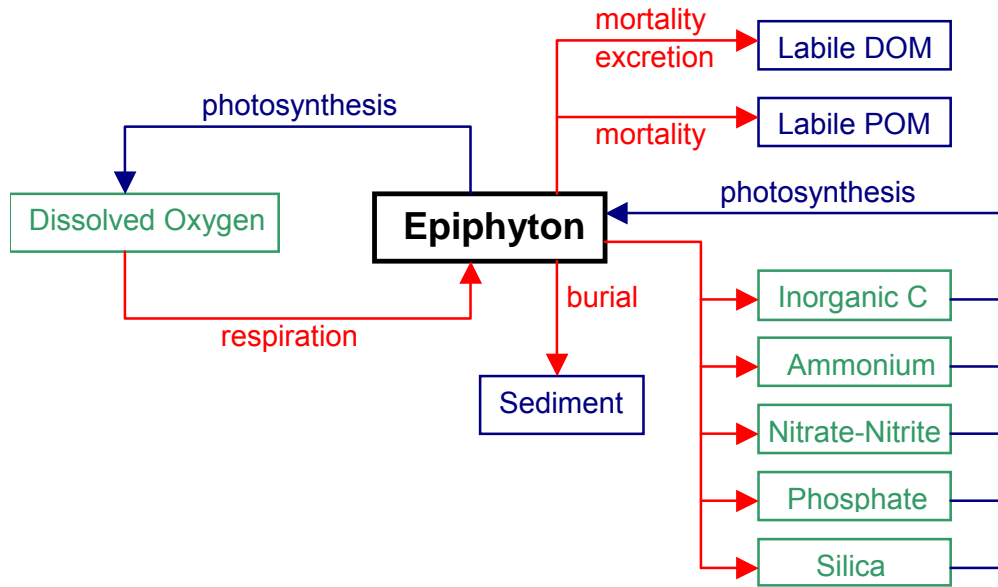 mortality
excretion
Labile DOM
photosynthesis
mortality
Labile POM
Dissolved Oxygen
Epiphyton
photosynthesis
respiration
burial
Sediment
Inorganic C
Ammonium
Nitrate-Nitrite
Phosphate
Silica